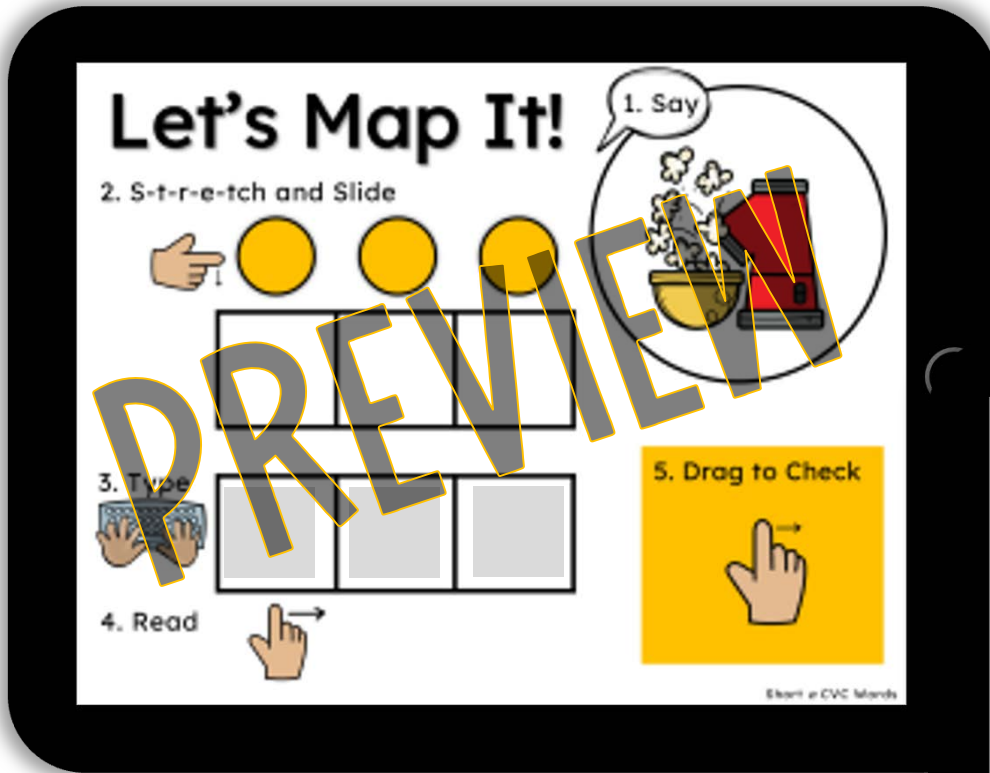 Let's Map It!
1. Say
2. S-t-r-e-tch and Slide
3. Type
4. Read
5. Drag to Check
PREVIEW
Short CVC Words